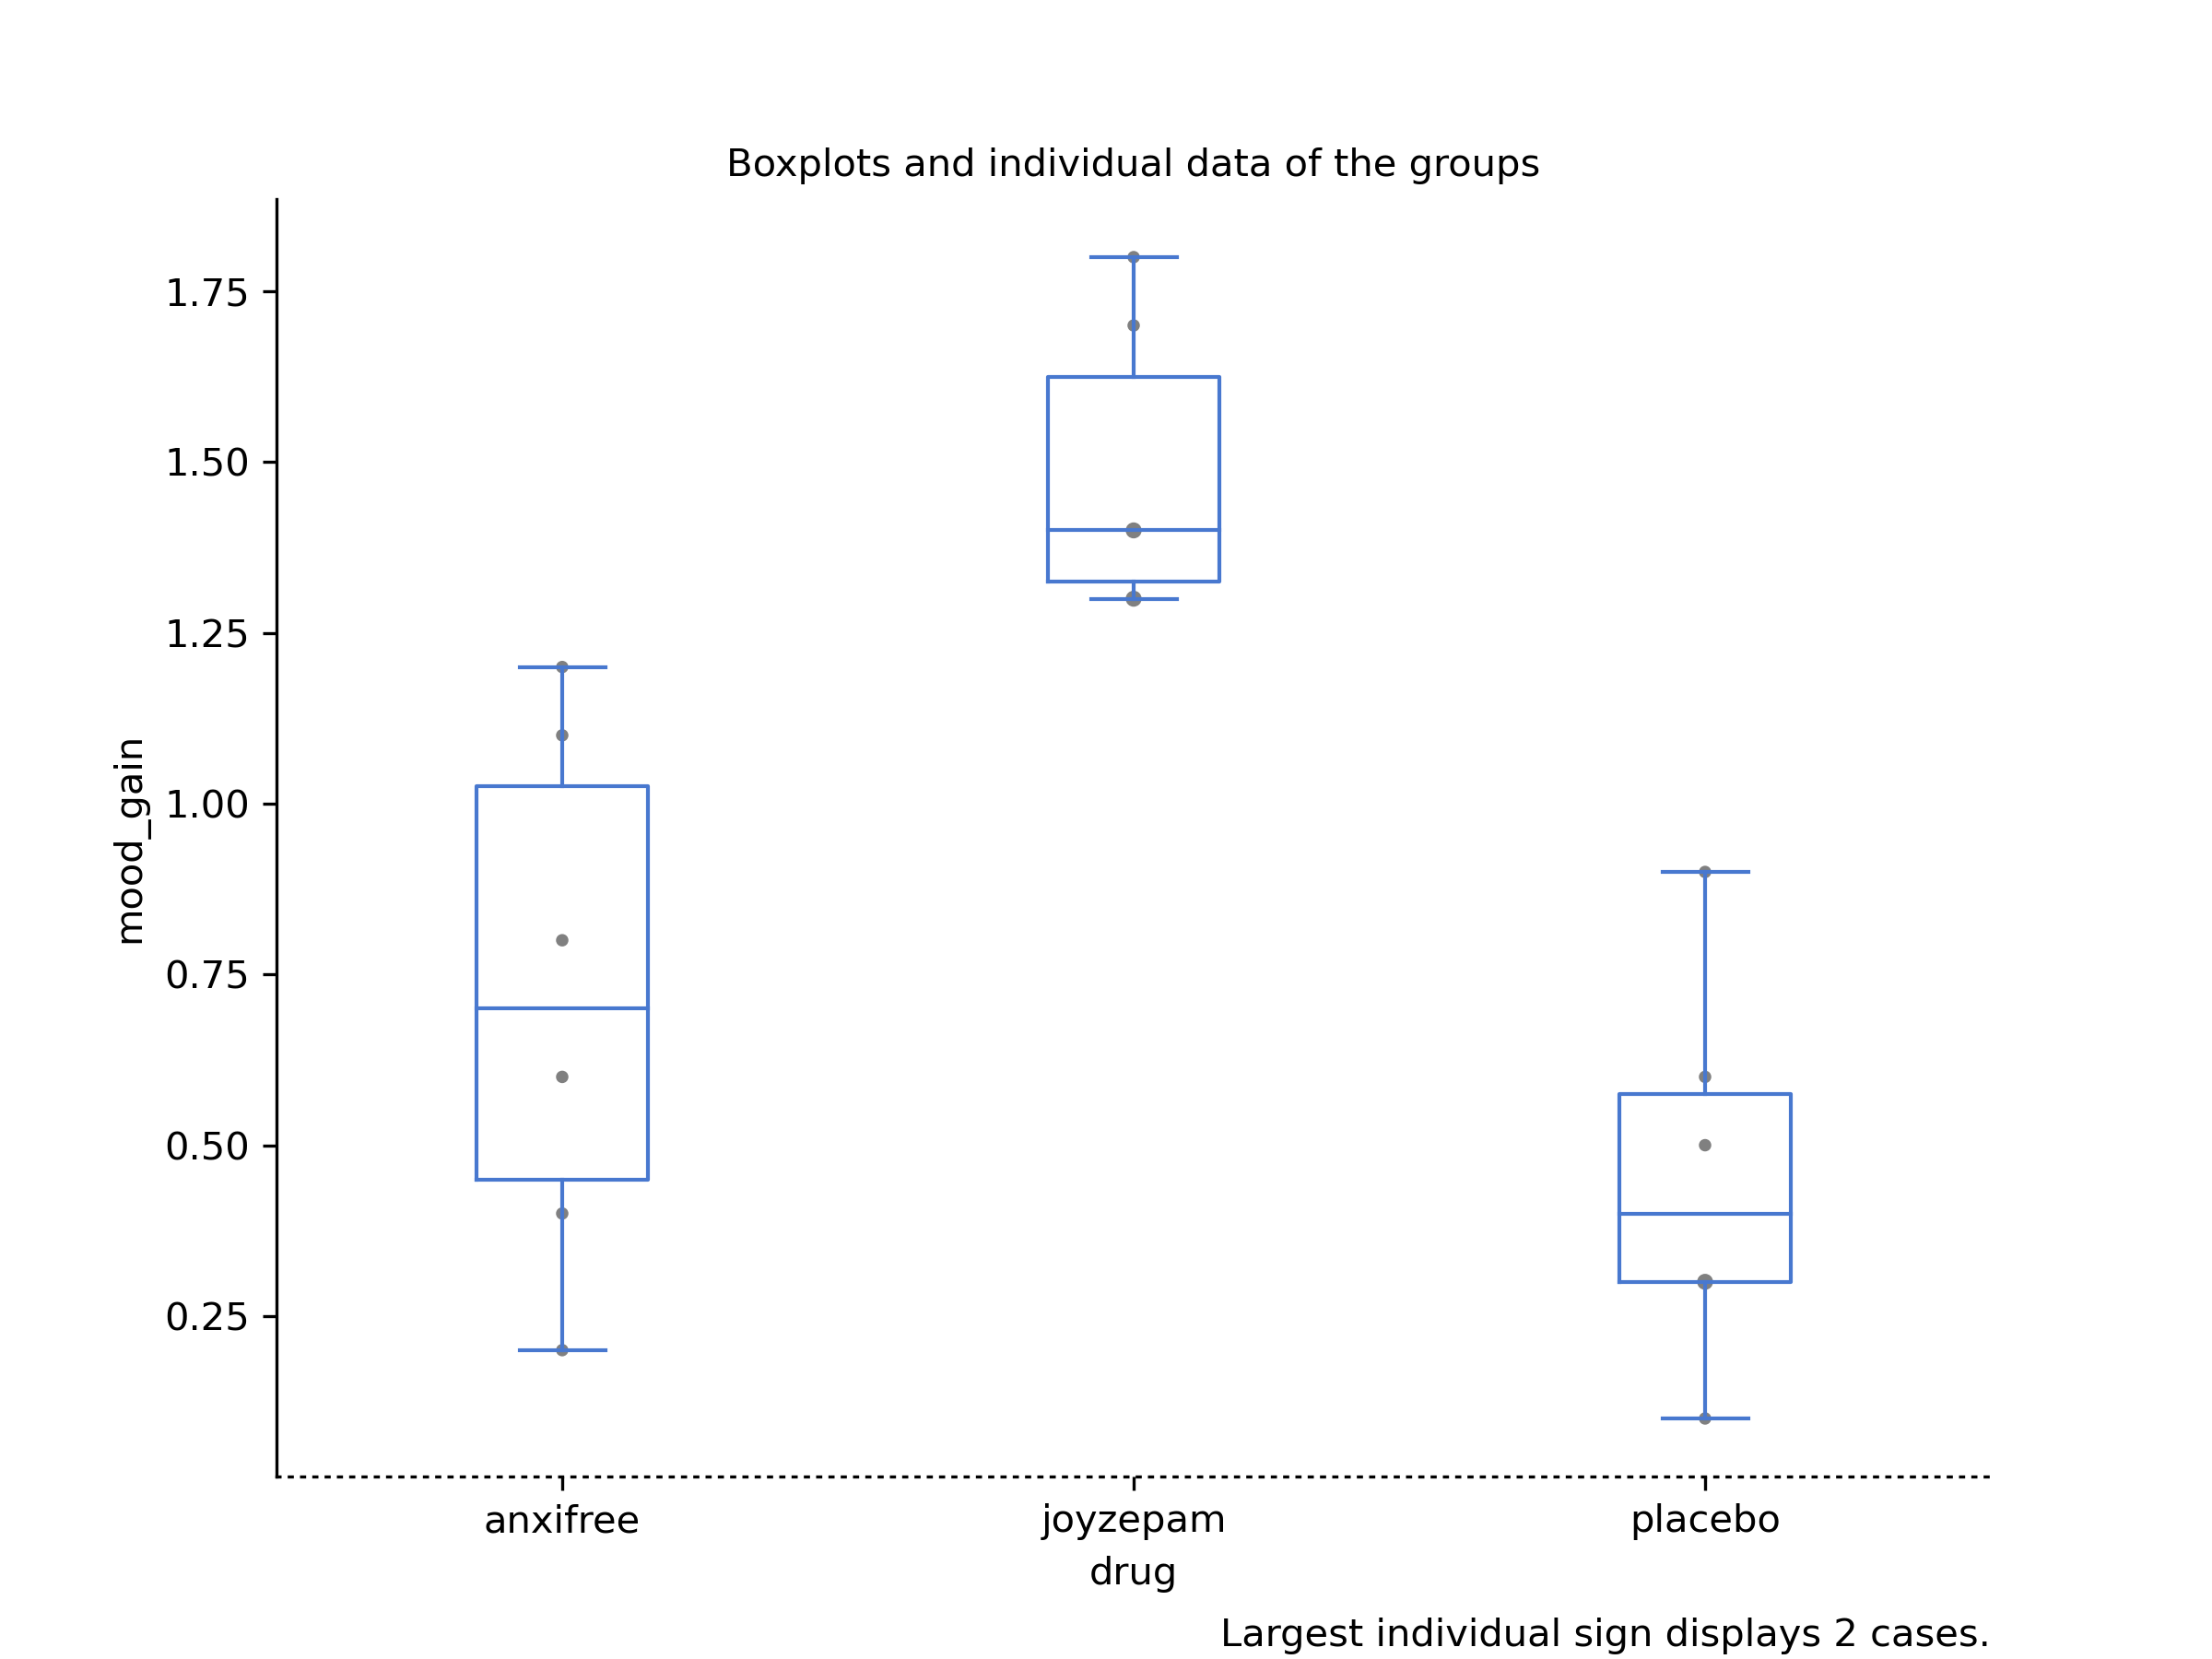 Boxplots and individual data of the groups
mood_gain
1.75
1.50
1.25
1.00
0.75
0.50
0.25
anxifree joyzepam placebo
drug
Largest individual sign displays 2 cases.